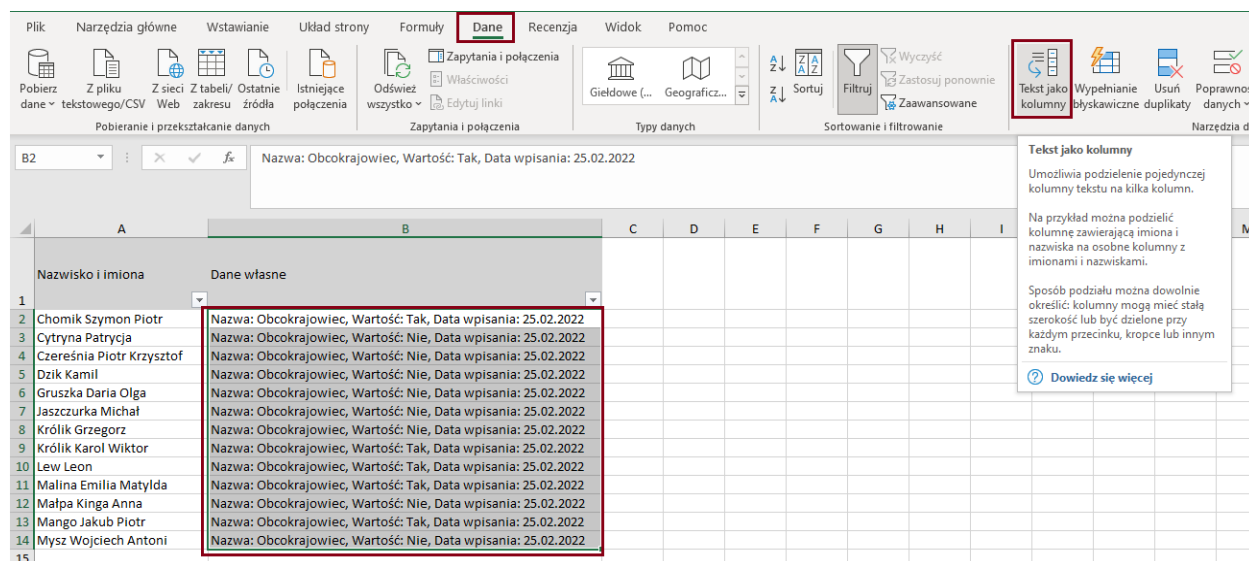 Plik Narzędzia główne Wstawianie Układ strony Formuły Dane Recenzja Widok Pomoc
Pobierz dane
Z pliku tekstowego/CSV
Z sieci Web
Z tabeli/ zakresu
Ostatnie źródła
Istniejące połączenia
Pobieranie i przekształcanie danych
Odśwież wszystko
Zapytania i połączenia
Właściwości
Edytuj linki
Zapytania i połączenia
Giełdowe (...
Geograficz...
Typy danych
Sortuj
Filtruj
Wyczyść
Zastosuj ponownie
Zaawansowane
Sortowanie i filtrowanie
Tekst jako kolumny
Wypełnianie błyskawiczne
Usuń duplikaty
Poprawnoś danych
Narzędzia d
B2 fx Nazwa: Obcokrajowiec, Wartość: Tak, Data wpisania: 25.02.2022
Tekst jako kolumny
Umożliwia podzielenie pojedynczej
kolumny tekstu na kilka kolumn.
Na przykład można podzielić
kolumnę zawierającą imiona i
nazwiska na osobne kolumny z
imionami i nazwiskami.
Sposób podziału można dowolnie
określić: kolumny mogą mieć stałą
szerokość lub być dzielone przy
każdym przecinku, kropce lub innym
znaku.
Dowiedz się więcej
A B C D E F G H I
1 Nazwisko i imiona Dane własne
2 Chomik Szymon Piotr Nazwa: Obcokrajowiec, Wartość: Tak, Data wpisania: 25.02.2022
3 Cytryna Patrycja Nazwa: Obcokrajowiec, Wartość: Nie, Data wpisania: 25.02.2022
4 Czereśnia Piotr Krzysztof Nazwa: Obcokrajowiec, Wartość: Nie, Data wpisania: 25.02.2022
5 Dzik Kamil Nazwa: Obcokrajowiec, Wartość: Nie, Data wpisania: 25.02.2022
6 Gruszka Daria Olga Nazwa: Obcokrajowiec, Wartość: Nie, Data wpisania: 25.02.2022
7 Jaszczurka Michał Nazwa: Obcokrajowiec, Wartość: Nie, Data wpisania: 25.02.2022
8 Królik Grzegorz Nazwa: Obcokrajowiec, Wartość: Nie, Data wpisania: 25.02.2022
9 Królik Karol Wiktor Nazwa: Obcokrajowiec, Wartość: Tak, Data wpisania: 25.02.2022
10 Lew Leon Nazwa: Obcokrajowiec, Wartość: Tak, Data wpisania: 25.02.2022
11 Malina Emilia Matylda Nazwa: Obcokrajowiec, Wartość: Tak, Data wpisania: 25.02.2022
12 Małpa Kinga Anna Nazwa: Obcokrajowiec, Wartość: Nie, Data wpisania: 25.02.2022
13 Mango Jakub Piotr Nazwa: Obcokrajowiec, Wartość: Tak, Data wpisania: 25.02.2022
14 Mysz Wojciech Antoni Nazwa: Obcokrajowiec, Wartość: Nie, Data wpisania: 25.02.2022
15